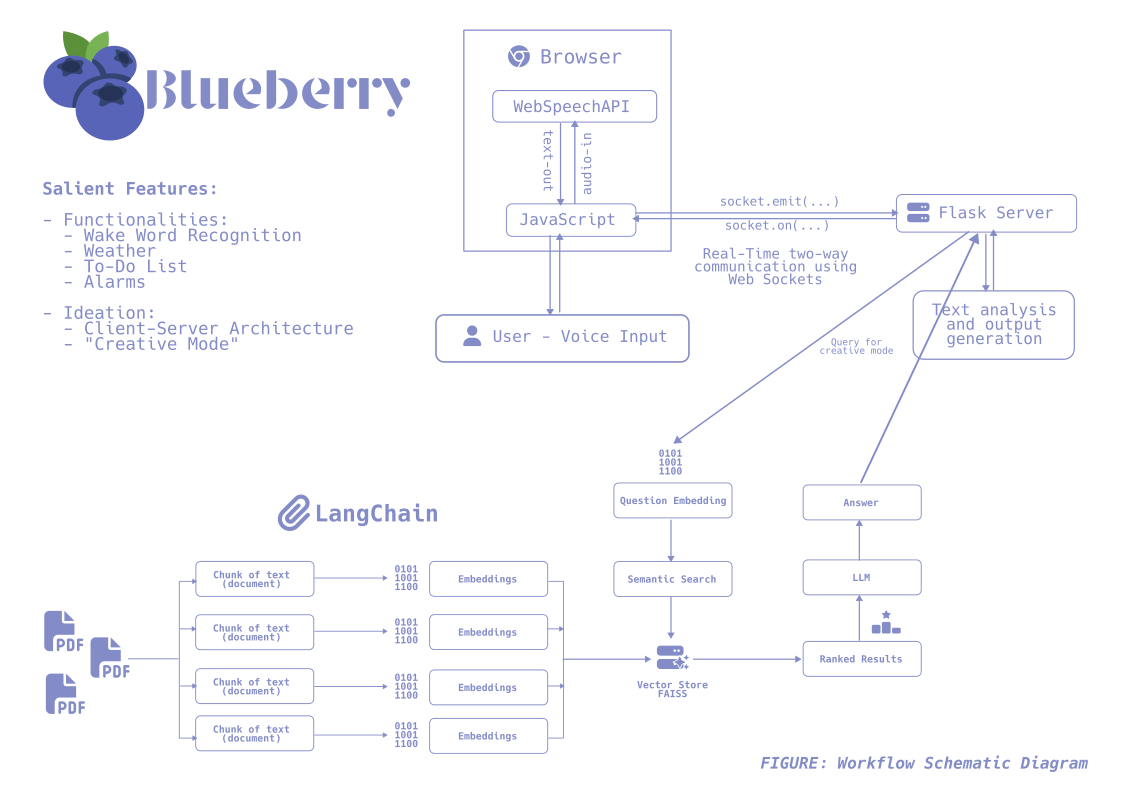 Blueberry
Salient Features:
- Functionalities:
- Wake Word Recognition
- Weather
- To-Do List
- Alarms
- Ideation:
- Client-Server Architecture
- "Creative Mode"
Browser
WebSpeechAPI
text-out
audio-in
JavaScript
User - Voice Input
socket.emit(...)
socket.on(...)
Real-Time two-way
communication using
Web Sockets
Flask Server
Text analysis
and output
generation
Query for
creative mode
0101
1001
1100
Question Embedding
Semantic Search
Vector Store
FAISS
Answer
LLM
Ranked Results
LangChain
PDF
PDF
PDF
Chunk of text
(document)
0101
1001
1100
Embeddings
Chunk of text
(document)
0101
1001
1100
Embeddings
Chunk of text
(document)
0101
1001
1100
Embeddings
Chunk of text
(document)
0101
1001
1100
Embeddings
FIGURE: Workflow Schematic Diagram